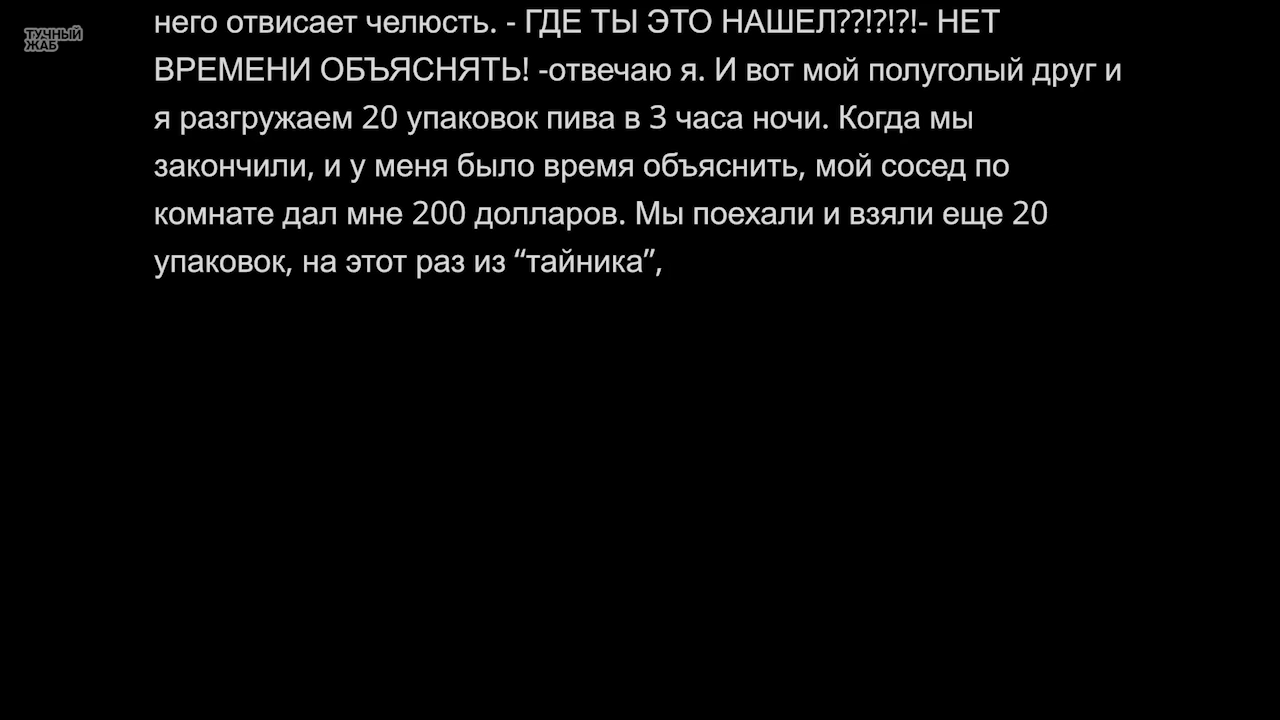 ТУЧНЫЙ
ЖАБ
него отвисает челюсть. - ГДЕ ТЫ ЭТО НАШЕЛ??!?!?!- НЕТ
ВРЕМЕНИ ОБЪЯСНЯТЬ! -отвечаю я. И вот мой полуголый друг и
я разгружаем 20 упаковок пива в 3 часа ночи. Когда мы
закончили, и у меня было время объяснить, мой сосед по
комнате дал мне 200 долларов. Мы поехали и взяли еще 20
упаковок, на этот раз из “тайника”,